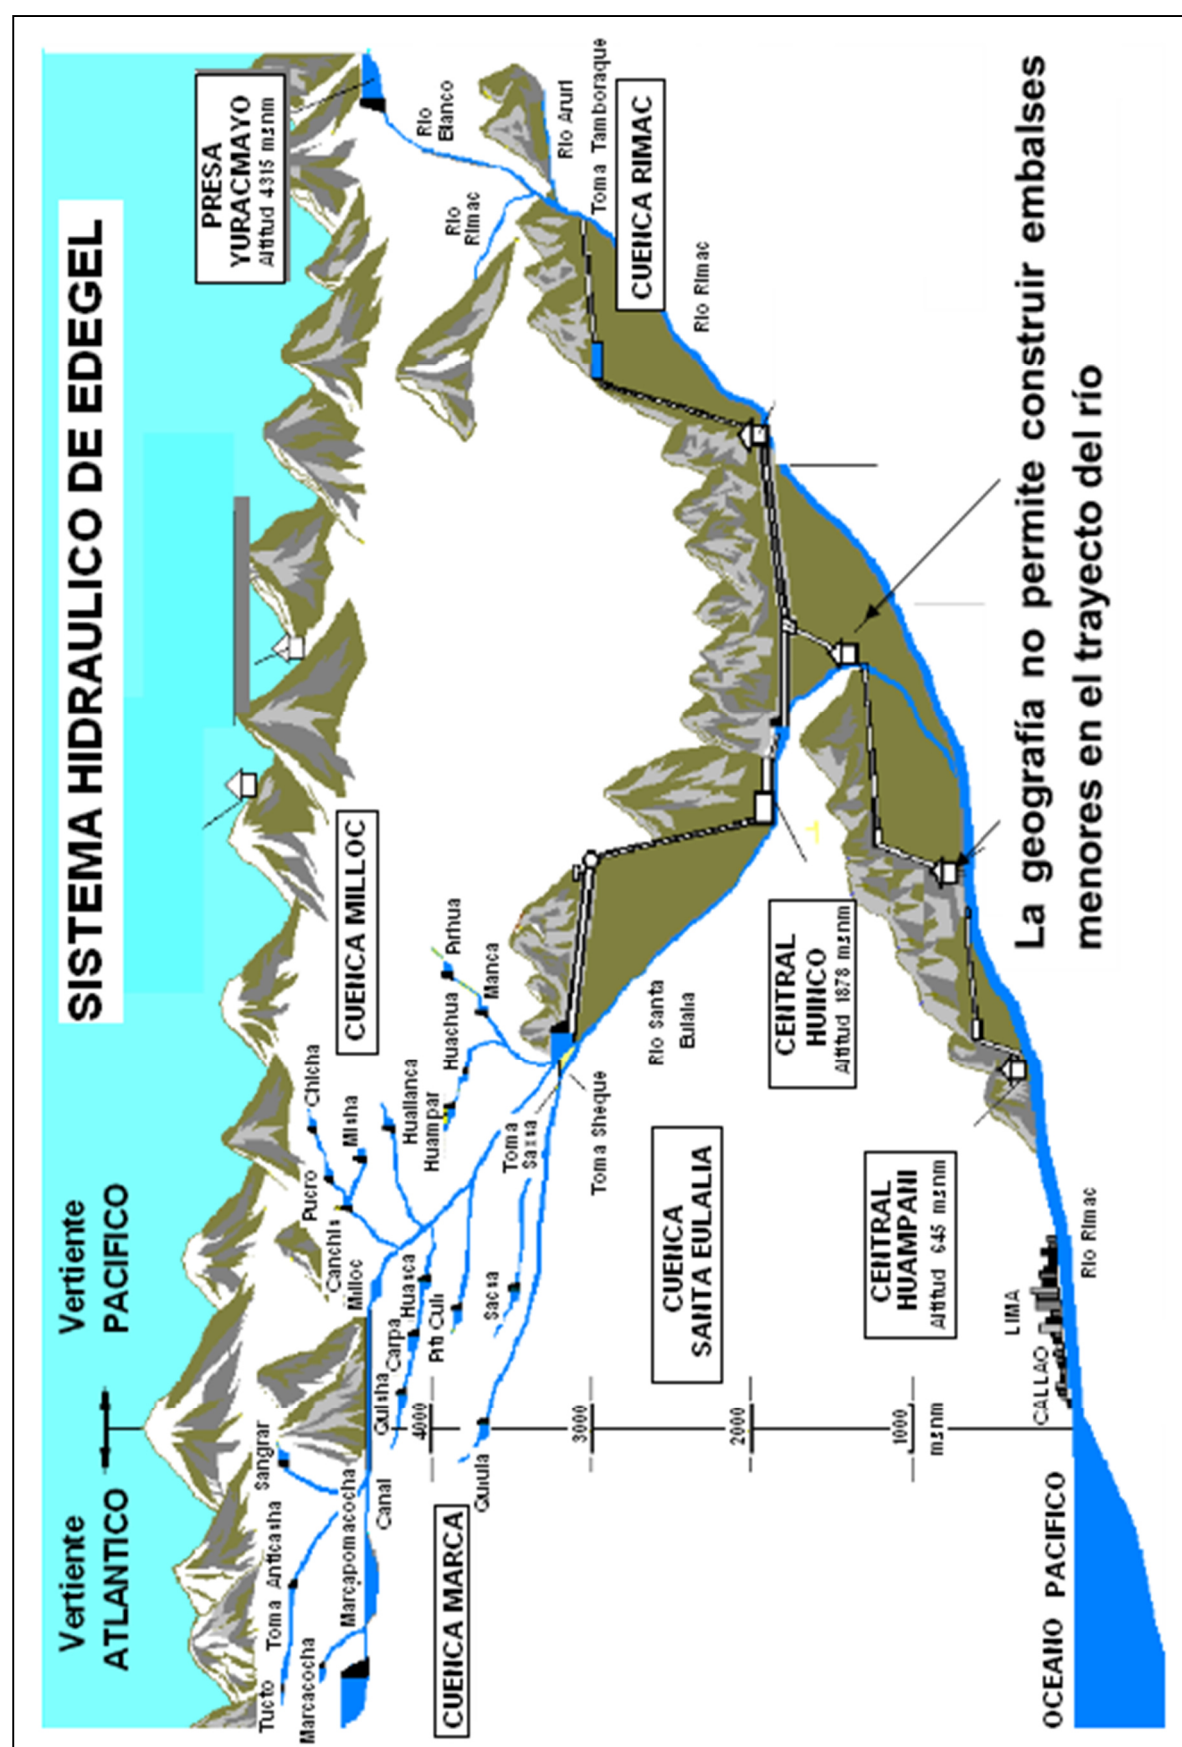 SISTEMA HIDRAULICO DE EDEGEL
Vertiente
ATLANTICO
Vertiente
PACIFICO
PRESA
YURACMAYO
Altitud 4315 msnm
CUENCA MILLOC
Tucto
Toma Anticasha
Sangrar
Marcacocha
Marcapomacocha
Canal
Milloc
Canchis
Pucro
Chicha
Misha
Huallanca
Huampar
Huachua
Manca
Pirhua
Quisha
Carpa
Huasca
Piti Culi
Sacsa
Quiula
Toma
Sacsa
Toma Sheque
Rio
Blanco
Rio
Rimac
Rio Aruri
Toma Tamboraque
CUENCA RIMAC
Rio Rimac
CUENCA MARCA
4000
3000
2000
1000
msnm
Rio Santa
Eulalia
CUENCA
SANTA EULALIA
CENTRAL
HUINCO
Altitud 1878 msnm
CENTRAL
HUAMPANI
Altitud 645 msnm
LIMA
CALLAO
Rio Rimac
OCEANO PACIFICO
La geografía no permite construir embalses
menores en el trayecto del río